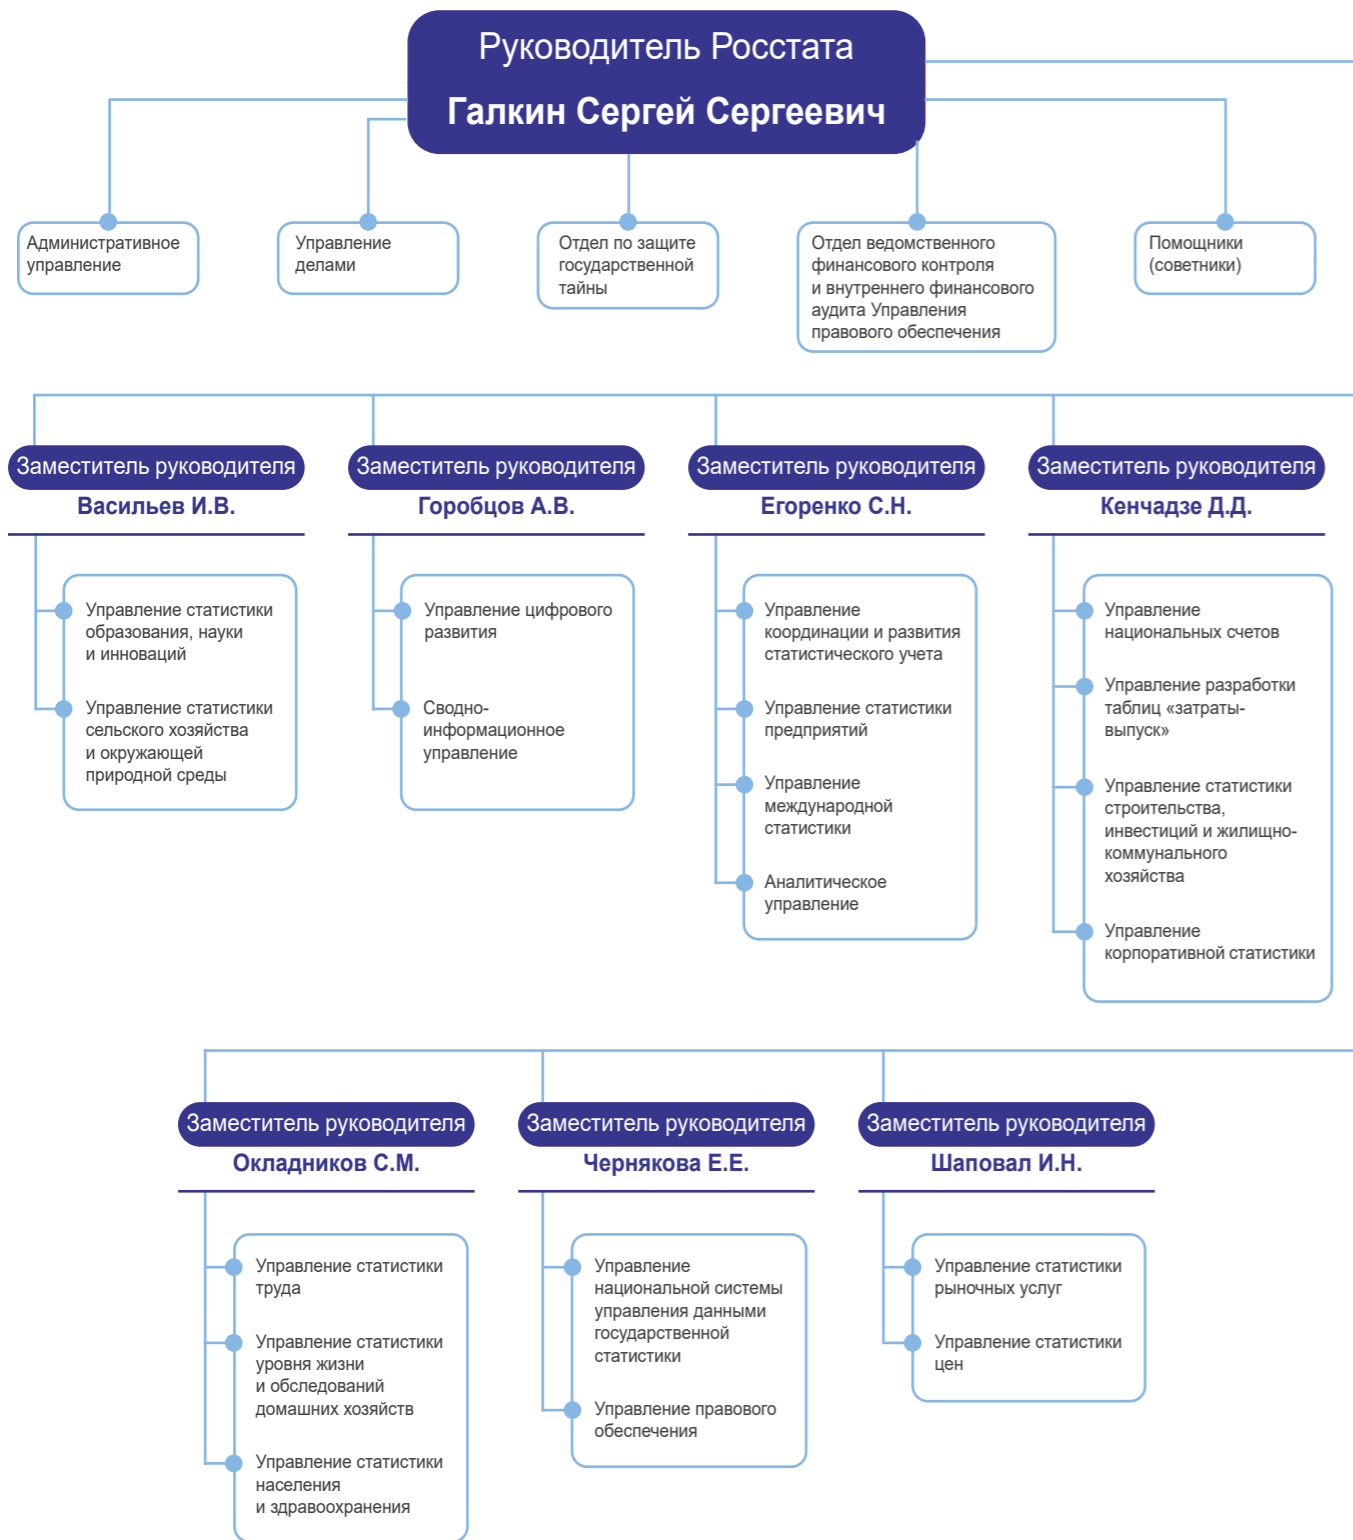 Руководитель Росстата
Галкин Сергей Сергеевич
Административное
управление
Управление
делами
Отдел по защите
государственной
тайны
Отдел ведомственного
финансового контроля
и внутреннего финансового
аудита Управления
правового обеспечения
Помощники
(советники)
Заместитель руководителя
Васильев И.В.
Управление статистики
образования, науки
и инноваций
Управление статистики
сельского хозяйства
и окружающей
природной среды
Заместитель руководителя
Горобцов А.В.
Управление цифрового
развития
Сводно-
информационное
управление
Заместитель руководителя
Егоренко С.Н.
Управление
координации и развития
статистического учета
Управление статистики
предприятий
Управление
международной
статистики
Аналитическое
управление
Заместитель руководителя
Кенчадзе Д.Д.
Управление
национальных счетов
Управление разработки
таблиц «затраты-
выпуск»
Управление статистики
строительства,
инвестиций и жилищно-
коммунального
хозяйства
Управление
корпоративной статистики
Заместитель руководителя
Окладников С.М.
Управление статистики
труда
Управление статистики
уровня жизни
и обследований
домашних хозяйств
Управление статистики
населения
и здравоохранения
Заместитель руководителя
Чернякова Е.Е.
Управление
национальной системы
управления данными
государственной
статистики
Управление правового
обеспечения
Заместитель руководителя
Шаповал И.Н.
Управление статистики
рыночных услуг
Управление статистики
цен